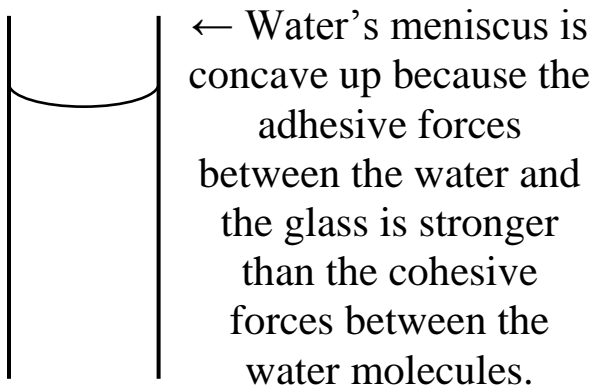 ← Water’s meniscus is
concave up because the
adhesive forces
between the water and
the glass is stronger
than the cohesive
forces between the
water molecules.